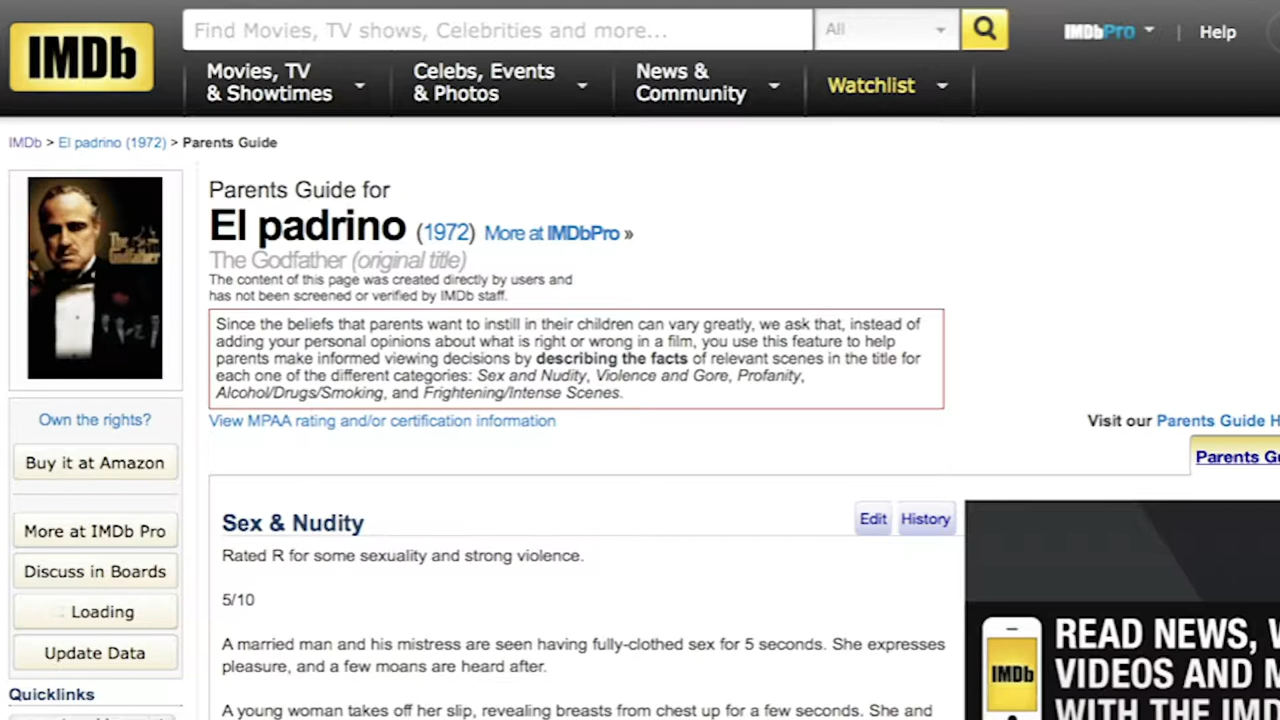 IMDb
Find Movies, TV shows, Celebrities and more...
All
IMDbPro
Help
Movies, TV
& Showtimes
Celebs, Events
& Photos
News &
Community
Watchlist
IMDb > El padrino (1972) > Parents Guide
The Godfather
Parents Guide for
El padrino (1972) More at IMDbPro »
The Godfather (original title)
The content of this page was created directly by users and
has not been screened or verified by IMDb staff.
Since the beliefs that parents want to instill in their children can vary greatly, we ask that, instead of
adding your personal opinions about what is right or wrong in a film, you use this feature to help
parents make informed viewing decisions by describing the facts of relevant scenes in the title for
each one of the different categories: Sex and Nudity, Violence and Gore, Profanity,
Alcohol/Drugs/Smoking, and Frightening/Intense Scenes.
View MPAA rating and/or certification information
Visit our Parents Guide H
Parents Gu
Own the rights?
Buy it at Amazon
More at IMDb Pro
Discuss in Boards
Loading
Update Data
Quicklinks
Sex & Nudity
Edit
History
Rated R for some sexuality and strong violence.
5/10
A married man and his mistress are seen having fully-clothed sex for 5 seconds. She expresses
pleasure, and a few moans are heard after.
A young woman takes off her slip, revealing breasts from chest up for a few seconds. She and
IMDb
READ NEWS,
VIDEOS AND
WITH THE IMD